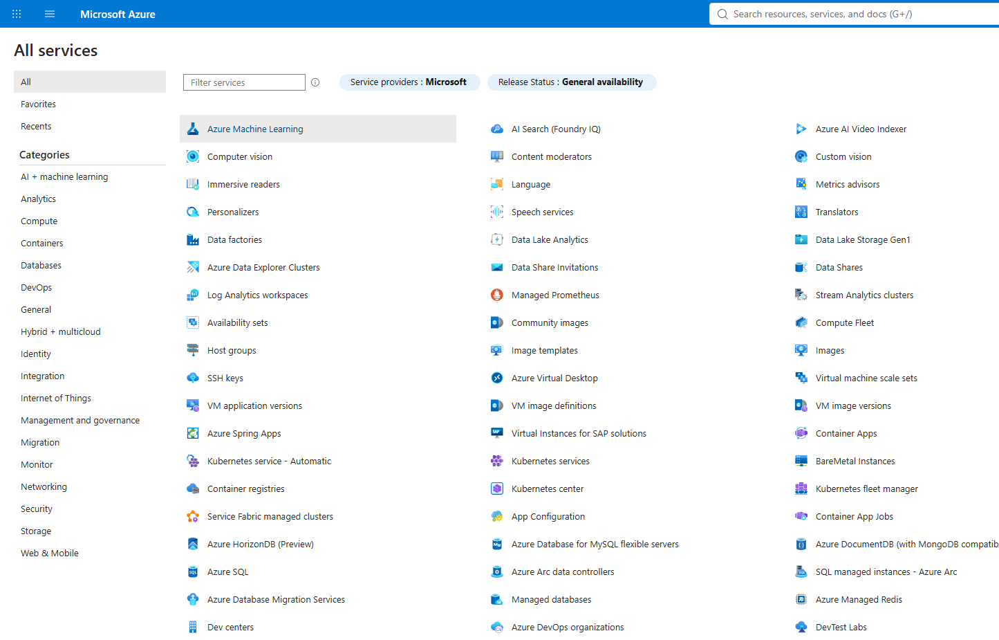 Microsoft Azure
Search resources, services, and docs (G+/)
All services
All
Favorites
Recents
Categories
AI + machine learning
Analytics
Compute
Containers
Databases
DevOps
General
Hybrid + multicloud
Identity
Integration
Internet of Things
Management and governance
Migration
Monitor
Networking
Security
Storage
Web & Mobile
Filter services
Service providers : Microsoft
Release Status : General availability
Azure Machine Learning
AI Search (Foundry IQ)
Azure AI Video Indexer
Computer vision
Content moderators
Custom vision
Immersive readers
Language
Metrics advisors
Personalizers
Speech services
Translators
Data factories
Data Lake Analytics
Data Lake Storage Gen1
Azure Data Explorer Clusters
Data Share Invitations
Data Shares
Log Analytics workspaces
Managed Prometheus
Stream Analytics clusters
Availability sets
Community images
Compute Fleet
Host groups
Image templates
Images
SSH keys
Azure Virtual Desktop
Virtual machine scale sets
VM application versions
VM image definitions
VM image versions
Azure Spring Apps
Virtual Instances for SAP solutions
Container Apps
Kubernetes service - Automatic
Kubernetes services
BareMetal Instances
Container registries
Kubernetes center
Kubernetes fleet manager
Service Fabric managed clusters
App Configuration
Container App Jobs
Azure HorizonDB (Preview)
Azure Database for MySQL flexible servers
Azure DocumentDB (with MongoDB compatib
Azure SQL
Azure Arc data controllers
SQL managed instances - Azure Arc
Azure Database Migration Services
Managed databases
Azure Managed Redis
Dev centers
Azure DevOps organizations
DevTest Labs